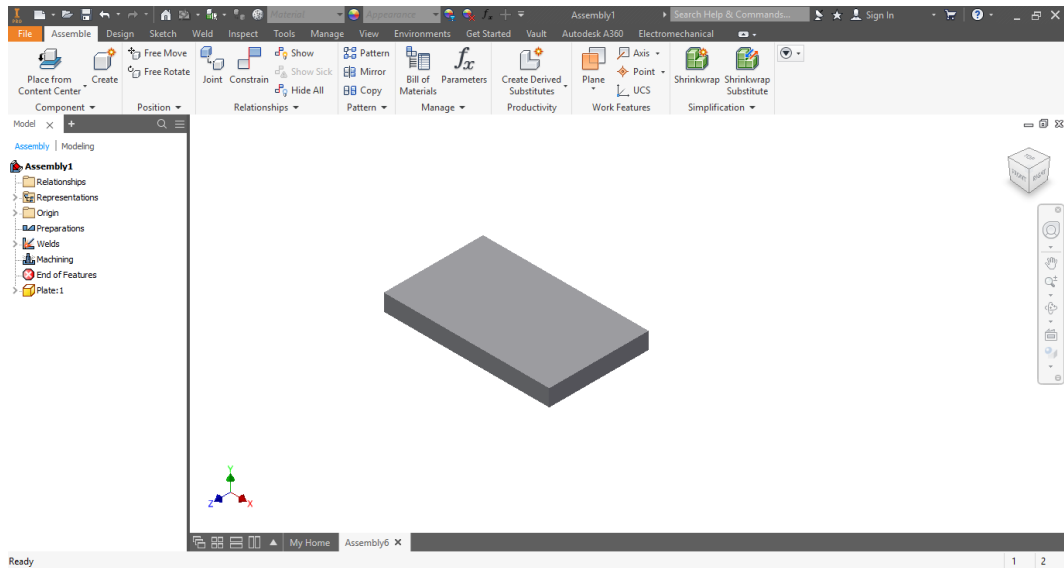 PRO
Material
Appearance
Assembly1
Search Help & Commands...
Sign In
File Assemble Design Sketch Weld Inspect Tools Manage View Environments Get Started Vault Autodesk A360 Electromechanical
Place from Content Center
Create
Component
Free Move
Free Rotate
Position
Joint
Constrain
Show
Show Sick
Hide All
Relationships
Pattern
Mirror
Copy
Pattern
Bill of Materials
Parameters
Manage
Create Derived Substitutes
Productivity
Plane
Axis
Point
UCS
Work Features
Shrinkwrap
Shrinkwrap Substitute
Simplification
Model
Assembly | Modeling
Assembly1
Relationships
Representations
Origin
Preparations
Welds
Machining
End of Features
Plate:1
TOP
FRONT
RIGHT
Y
Z
X
My Home
Assembly6
Ready
1 2